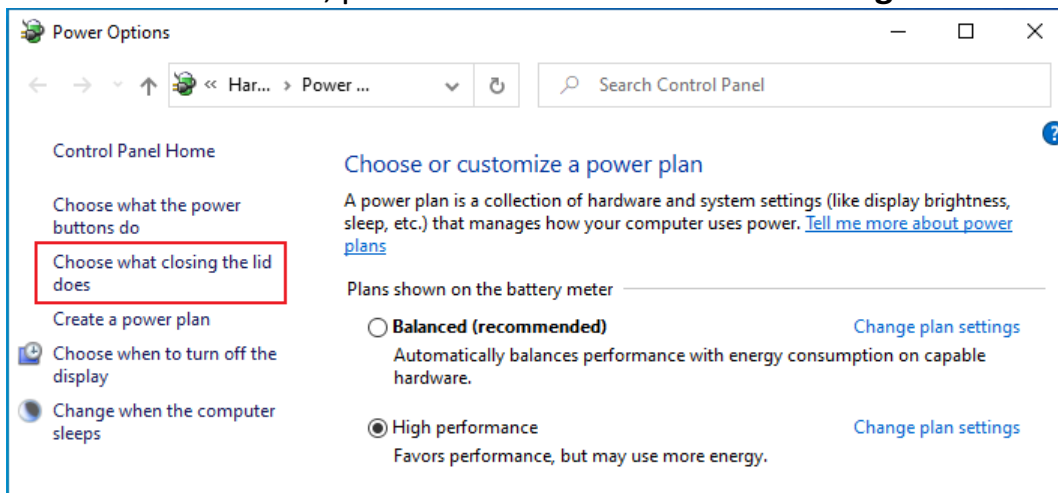 Power Options
« Har... › Power ...
Search Control Panel
?
Control Panel Home
Choose what the power
buttons do
Choose what closing the lid
does
Create a power plan
Choose when to turn off the
display
Change when the computer
sleeps
Choose or customize a power plan
A power plan is a collection of hardware and system settings (like display brightness,
sleep, etc.) that manages how your computer uses power. Tell me more about power
plans
Plans shown on the battery meter
Balanced (recommended) Change plan settings
Automatically balances performance with energy consumption on capable
hardware.
High performance Change plan settings
Favors performance, but may use more energy.